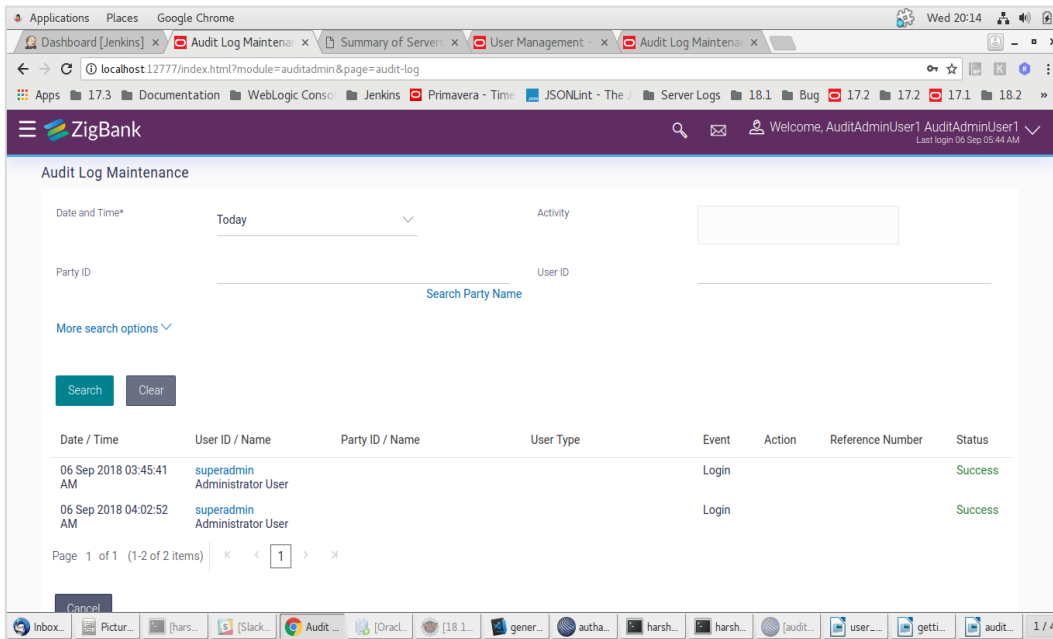 Applications Places Google Chrome Wed 20:14
Dashboard [Jenkins] × Audit Log Maintenan × Summary of Servers × User Management - × Audit Log Maintenan ×
localhost:12777/index.html?module=auditadmin&page=audit-log
Apps 17.3 Documentation WebLogic Conso Jenkins Primavera - Time JSONLint - The J Server Logs 18.1 Bug 17.2 17.2 17.1 18.2 »
ZigBank Welcome, AuditAdminUser1 AuditAdminUser1
Last login 06 Sep 05:44 AM
Audit Log Maintenance
Date and Time* Today Activity
Party ID User ID
Search Party Name
More search options
Search Clear
Date / Time User ID / Name Party ID / Name User Type Event Action Reference Number Status
06 Sep 2018 03:45:41 superadmin Login Success
AM Administrator User
06 Sep 2018 04:02:52 superadmin Login Success
AM Administrator User
Page 1 of 1 (1-2 of 2 items) 1
Cancel
Inbox... Pictur... [hars... [Slack... Audit ... [Oracl... [18.1... gener... autha... harsh... harsh... [audit... user_... getti... audit... 1 / 4